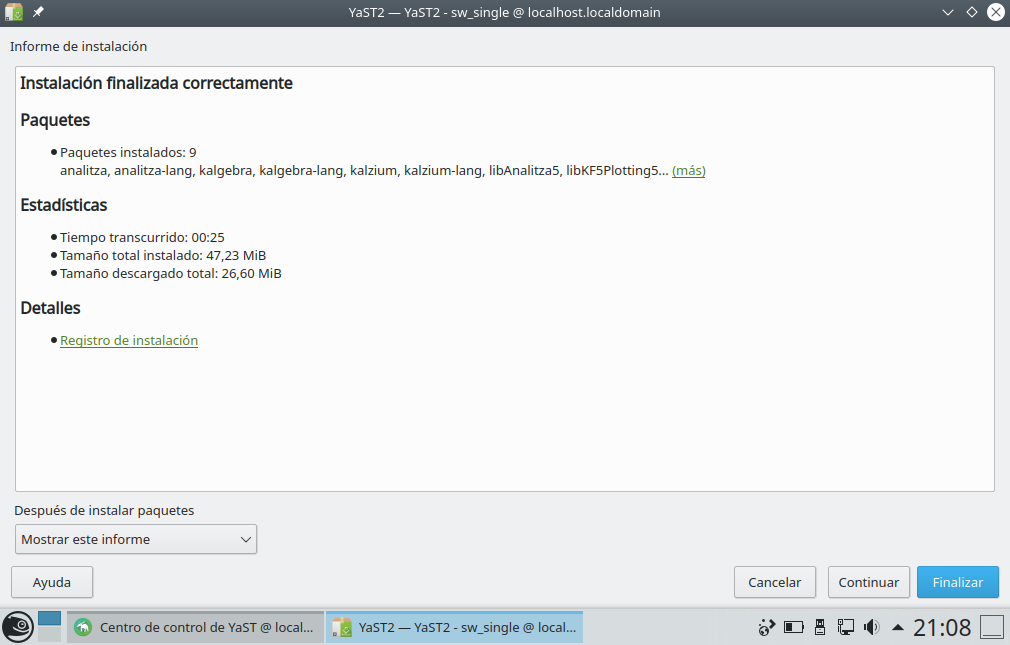 YaST2 — YaST2 - sw_single @ localhost.localdomain
Informe de instalación
Instalación finalizada correctamente
Paquetes
Paquetes instalados: 9
analitza, analitza-lang, kalgebra, kalgebra-lang, kalzium, kalzium-lang, libAnalitza5, libKF5Plotting5... (más)
Estadísticas
Tiempo transcurrido: 00:25
Tamaño total instalado: 47,23 MiB
Tamaño descargado total: 26,60 MiB
Detalles
Registro de instalación
Después de instalar paquetes
Mostrar este informe
Ayuda
Cancelar
Continuar
Finalizar
Centro de control de YaST @ local...
YaST2 — YaST2 - sw_single @ local...
21:08